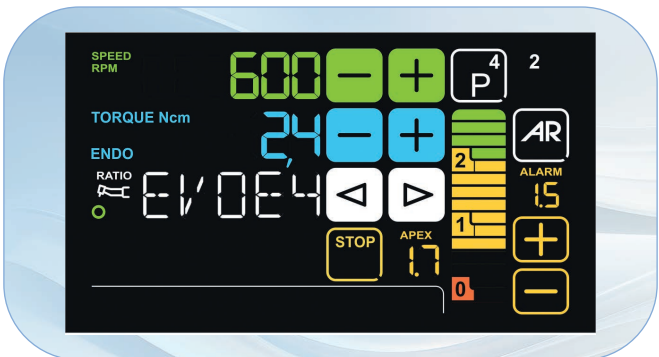 SPEED
RPM 600 − + P4 2
TORQUE Ncm 2,4 − + AR
ENDO
RATIO EVOE4 2 ALARM 1.5
1 +
STOP APEX 1.7
0 −